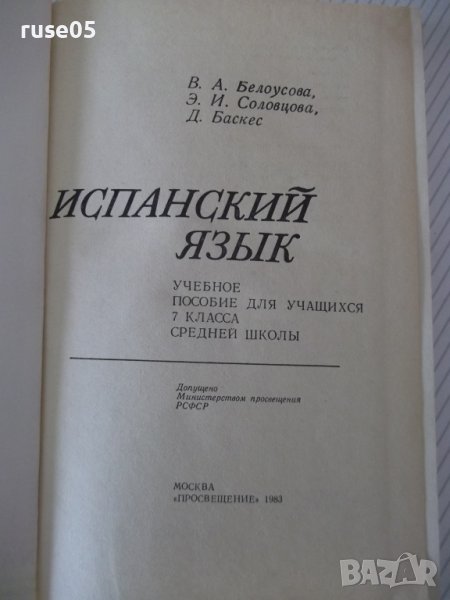 ruse05
В. А. Белоусова,
Э. И. Соловцова,
Д. Баскес
ИСПАНСКИЙ
ЯЗЫК
УЧЕБНОЕ
ПОСОБИЕ ДЛЯ УЧАЩИХСЯ
7 КЛАССА
СРЕДНЕЙ ШКОЛЫ
Допущено
Министерством просвещения
РСФСР
МОСКВА
«ПРОСВЕЩЕНИЕ» 1983
BAZAR